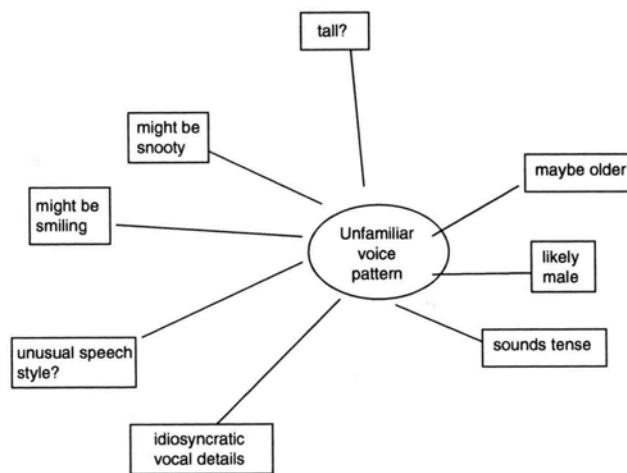 tall?
might be
snooty
maybe older
might be
smiling
Unfamiliar
voice
pattern
likely
male
sounds tense
unusual speech
style?
idiosyncratic
vocal details